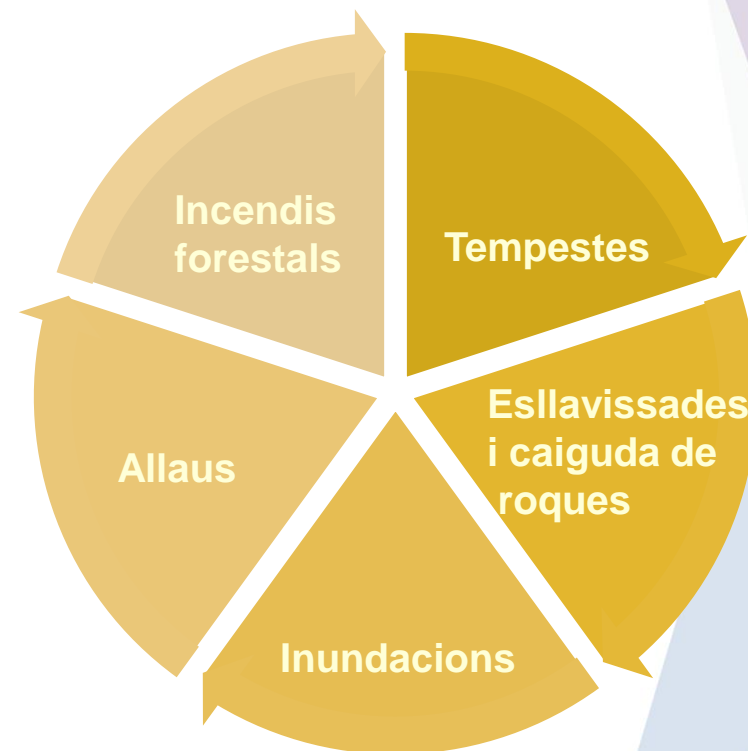 Incendis
forestals
Tempestes
Esllavissades
i caiguda de
roques
Inundacions
Allaus